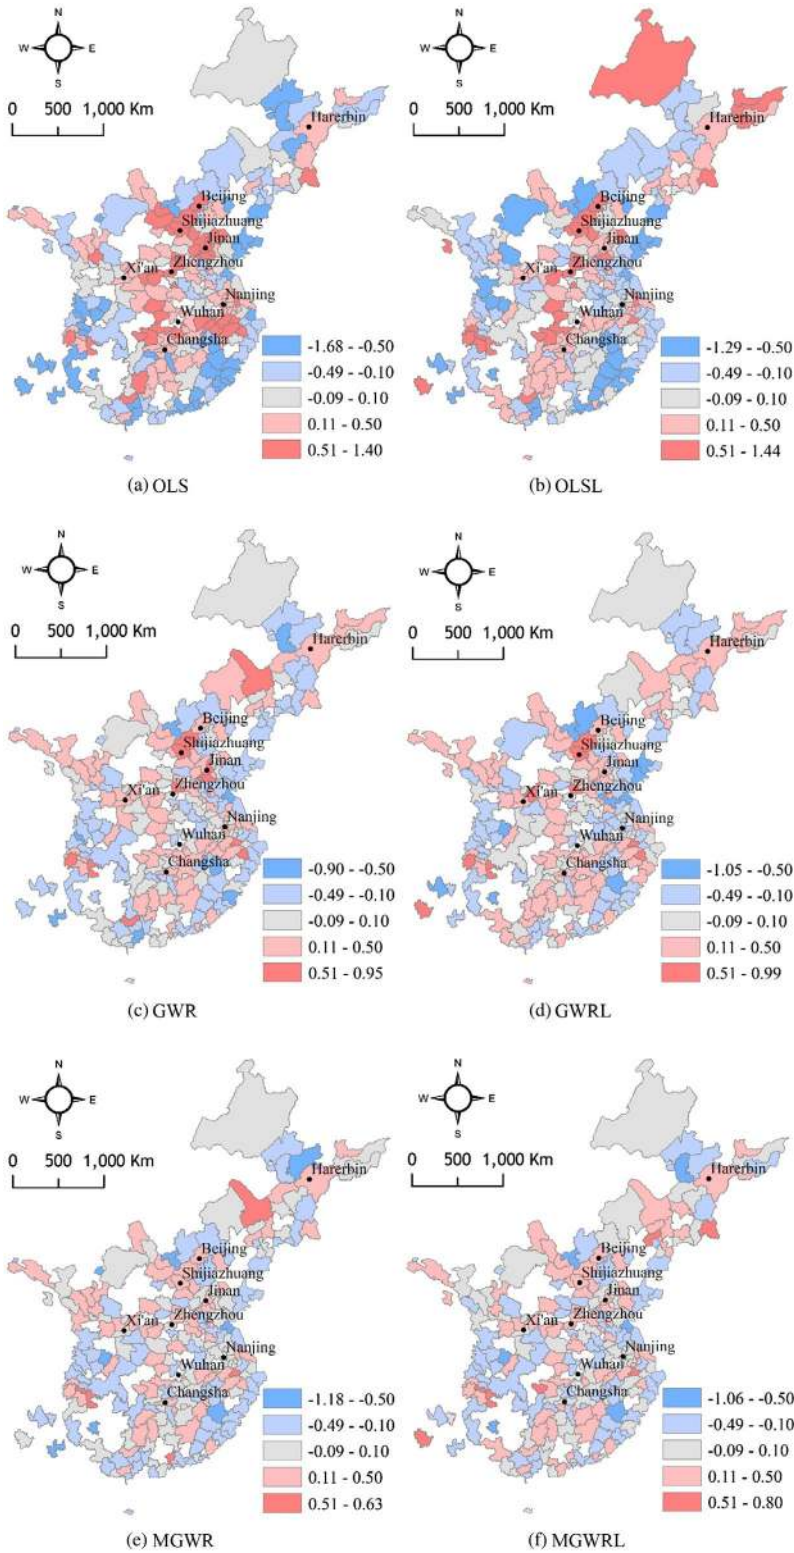 N
W E
S
0 500 1,000 Km
Harerbin
Beijing
Shijiazhuang
Jinan
Xi'an
Zhengzhou
Nanjing
Wuhan
Changsha
-1.68 - -0.50
-0.49 - -0.10
-0.09 - 0.10
0.11 - 0.50
0.51 - 1.40
(a) OLS
N
W E
S
0 500 1,000 Km
Harerbin
Beijing
Shijiazhuang
Jinan
Xi'an
Zhengzhou
Nanjing
Wuhan
Changsha
-1.29 - -0.50
-0.49 - -0.10
-0.09 - 0.10
0.11 - 0.50
0.51 - 1.44
(b) OLSL
N
W E
S
0 500 1,000 Km
Harerbin
Beijing
Shijiazhuang
Jinan
Xi'an
Zhengzhou
Nanjing
Wuhan
Changsha
-0.90 - -0.50
-0.49 - -0.10
-0.09 - 0.10
0.11 - 0.50
0.51 - 0.95
(c) GWR
N
W E
S
0 500 1,000 Km
Harerbin
Beijing
Shijiazhuang
Jinan
Xi'an
Zhengzhou
Nanjing
Wuhan
Changsha
-1.05 - -0.50
-0.49 - -0.10
-0.09 - 0.10
0.11 - 0.50
0.51 - 0.99
(d) GWRL
N
W E
S
0 500 1,000 Km
Harerbin
Beijing
Shijiazhuang
Jinan
Xi'an
Zhengzhou
Nanjing
Wuhan
Changsha
-1.18 - -0.50
-0.49 - -0.10
-0.09 - 0.10
0.11 - 0.50
0.51 - 0.63
(e) MGWR
N
W E
S
0 500 1,000 Km
Harerbin
Beijing
Shijiazhuang
Jinan
Xi'an
Zhengzhou
Nanjing
Wuhan
Changsha
-1.06 - -0.50
-0.49 - -0.10
-0.09 - 0.10
0.11 - 0.50
0.51 - 0.80
(f) MGWRL